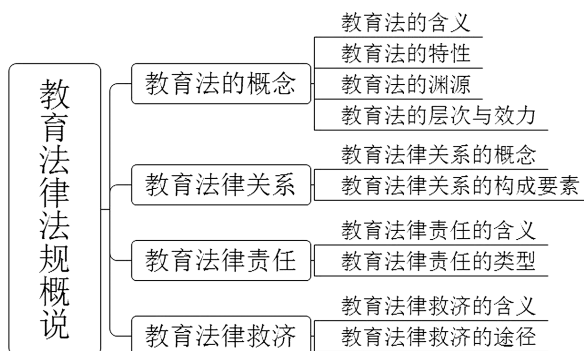 教育法律法规概说
教育法的概念
教育法的含义
教育法的特性
教育法的渊源
教育法的层次与效力
教育法律关系
教育法律关系的概念
教育法律关系的构成要素
教育法律责任
教育法律责任的含义
教育法律责任的类型
教育法律救济
教育法律救济的含义
教育法律救济的途径